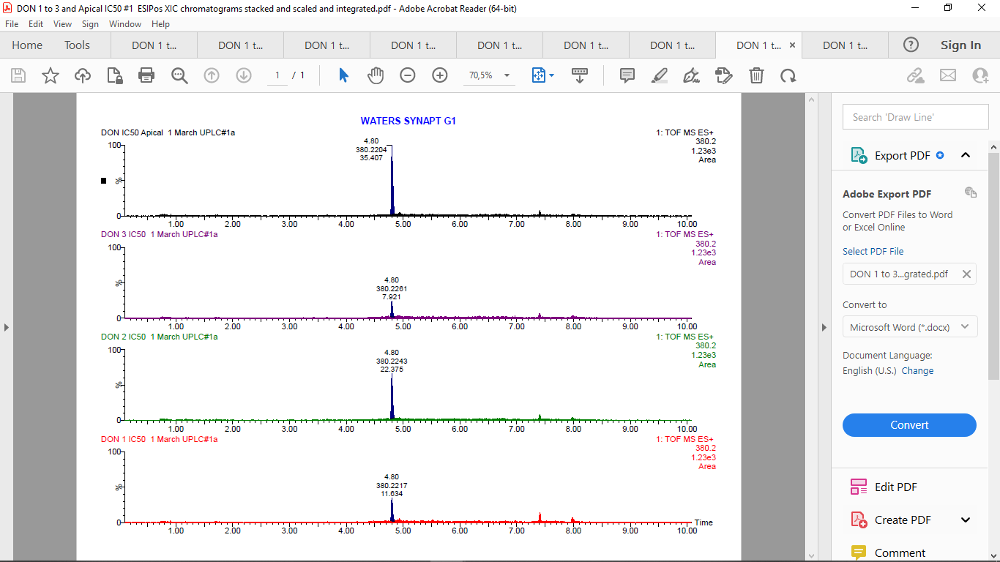 DON 1 to 3 and Apical IC50 #1 ESIPos XIC chromatograms stacked and scaled and integrated.pdf - Adobe Acrobat Reader (64-bit)
File Edit View Sign Window Help
Home Tools DON 1 t... DON 1 t... DON 1 t... DON 1 t... DON 1 t... DON 1 t... DON 1 t... DON 1 t... DON 1 t... Sign In
1 / 1 70,5%
WATERS SYNAPT G1
DON IC50 Apical 1 March UPLC#1a
1: TOF MS ES+
380.2
1.23e3
Area
4.80
380.2204
35.407
100
%
0
1.00 2.00 3.00 4.00 5.00 6.00 7.00 8.00 9.00 10.00
DON 3 IC50 1 March UPLC#1a
1: TOF MS ES+
380.2
1.23e3
Area
100
4.80
380.2261
7.921
%
0
1.00 2.00 3.00 4.00 5.00 6.00 7.00 8.00 9.00 10.00
DON 2 IC50 1 March UPLC#1a
1: TOF MS ES+
380.2
1.23e3
Area
100
4.80
380.2243
22.375
%
0
1.00 2.00 3.00 4.00 5.00 6.00 7.00 8.00 9.00 10.00
DON 1 IC50 1 March UPLC#1a
1: TOF MS ES+
380.2
1.23e3
Area
100
4.80
380.2217
11.634
%
0
Time
1.00 2.00 3.00 4.00 5.00 6.00 7.00 8.00 9.00 10.00
Search 'Draw Line'
Export PDF
Adobe Export PDF
Convert PDF Files to Word
or Excel Online
Select PDF File
DON 1 to 3...grated.pdf
Convert to
Microsoft Word (*.docx)
Document Language:
English (U.S.) Change
Convert
Edit PDF
Create PDF
Comment